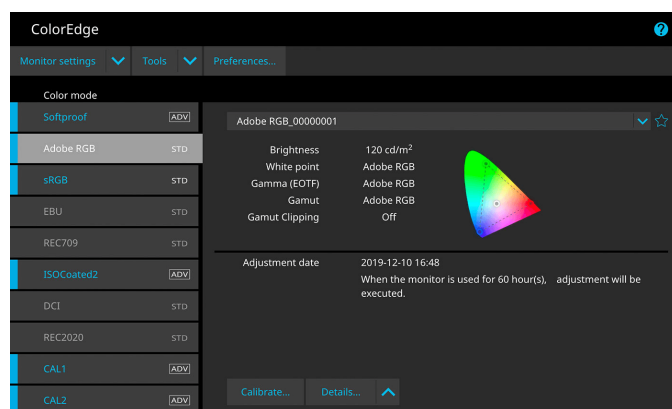 ColorEdge
?
Monitor settings Tools Preferences...
Color mode
Softproof ADV
Adobe RGB STD
sRGB STD
EBU STD
REC709 STD
ISOCoated2 ADV
DCI STD
REC2020 STD
CAL1 ADV
CAL2 ADV
Adobe RGB_00000001
Brightness 120 cd/m²
White point Adobe RGB
Gamma (EOTF) Adobe RGB
Gamut Adobe RGB
Gamut Clipping Off
Adjustment date 2019-12-10 16:48
When the monitor is used for 60 hour(s), adjustment will be
executed.
Calibrate... Details...